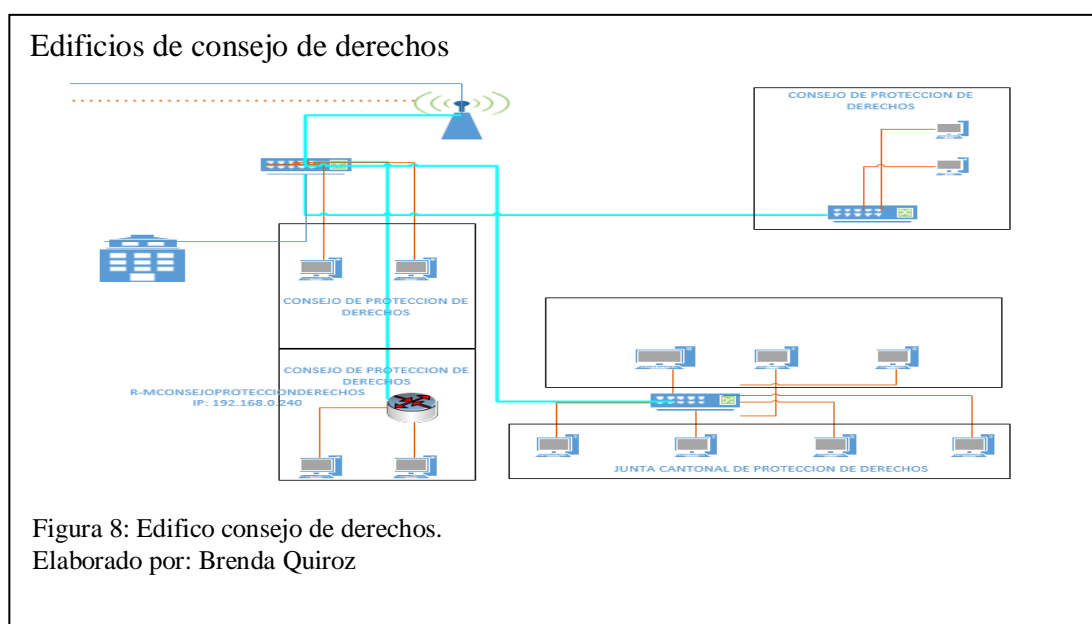 Edificios de consejo de derechos
CONSEJO DE PROTECCION DE
DERECHOS
CONSEJO DE PROTECCION DE
DERECHOS
CONSEJO DE PROTECCION DE
DERECHOS
R-MCONSEJOPROTECCIONDERECHOS
IP: 192.168.0.240
JUNTA CANTONAL DE PROTECCION DE DERECHOS
Figura 8: Edifico consejo de derechos.
Elaborado por: Brenda Quiroz